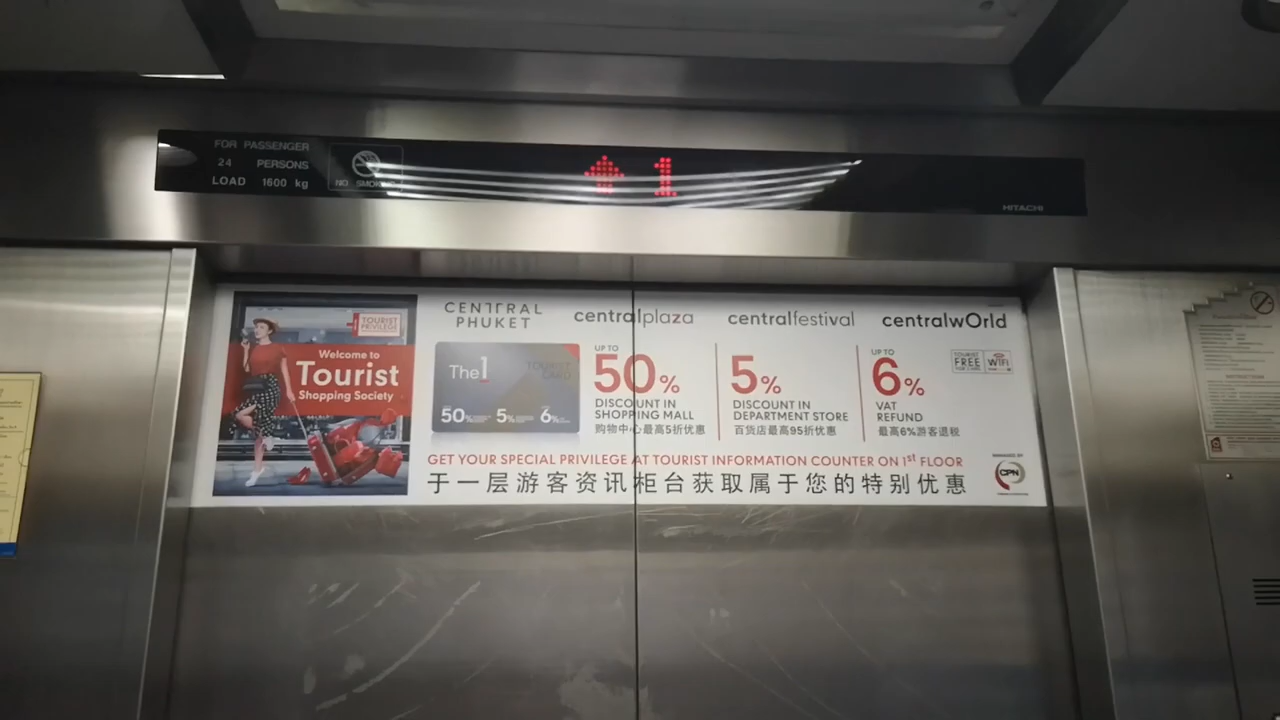 FOR PASSENGER
24 PERSONS
LOAD 1600 kg
NO SMOKING
1
HITACHI
TOURIST
PRIVILEGE
Welcome to
Tourist
Shopping Society
CENTRAL
PHUKET
centralplaza
centralfestival
centralwOrld
The1
TOURIST
CARD
50%
5%
6%
UP TO
50%
DISCOUNT IN
SHOPPING MALL
购物中心最高5折优惠
5%
DISCOUNT IN
DEPARTMENT STORE
百货店最高95折优惠
UP TO
6%
VAT
REFUND
最高6%游客退税
TOURIST
FREE
WiFi
GET YOUR SPECIAL PRIVILEGE AT TOURIST INFORMATION COUNTER ON 1st FLOOR
于一层游客资讯柜台获取属于您的特别优惠
MANAGED BY
CPN
INSTRUCTION